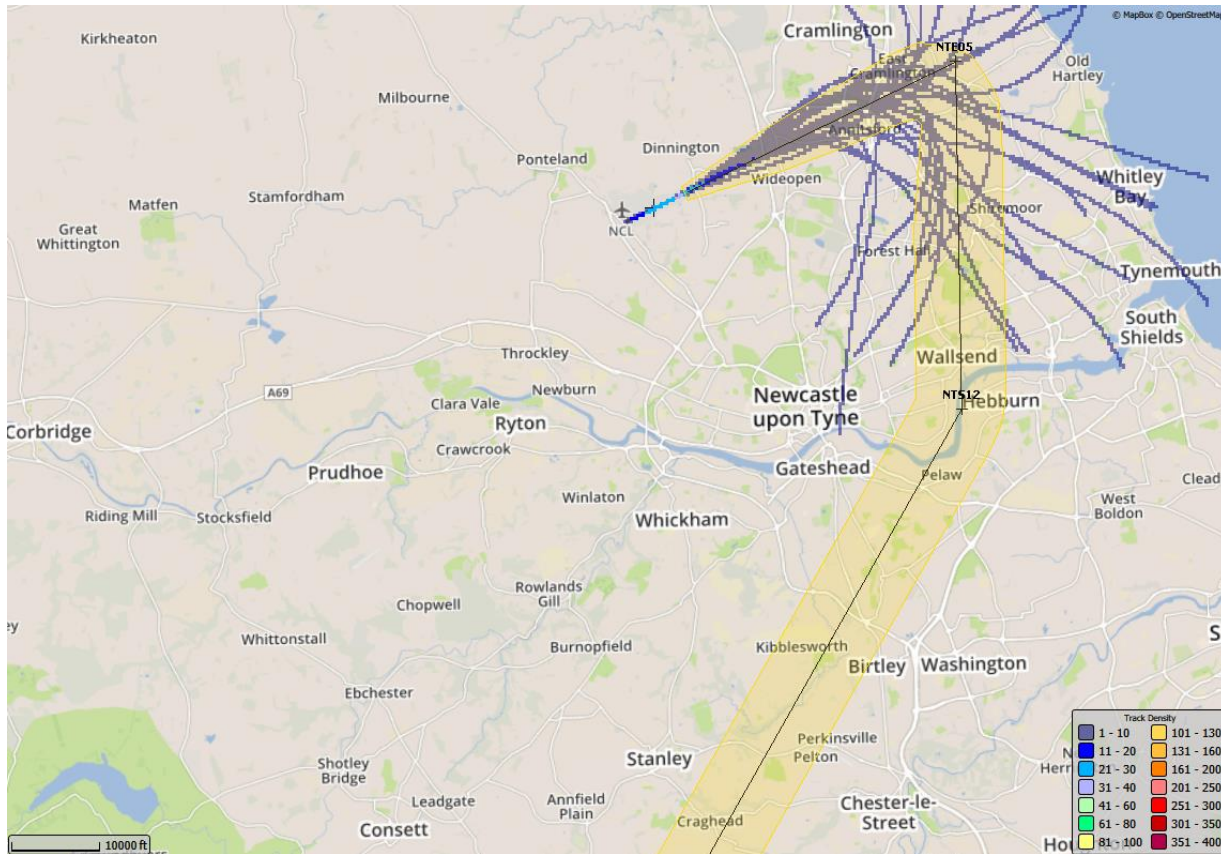 © MapBox © OpenStreetMa
Cramlington
Kirkheaton
NTE05
East
Cramlington
Old
Hartley
Milbourne
Annitsford
Dinnington
Ponteland
Wideopen
Whitley
Bay
Stamfordham
Matfen
Shiremoor
Great
Whittington
NCL
Forest Hall
Tynemouth
South
Shields
Throckley
Wallsend
A69
Newburn
Clara Vale
Newcastle
upon Tyne
NTS12
Hebburn
Corbridge
Ryton
Crawcrook
Prudhoe
Gateshead
Pelaw
Clead
Winlaton
West
Boldon
Riding Mill
Stocksfield
Whickham
Rowlands
Gill
Chopwell
ey
Whittonstall
Burnopfield
Kibblesworth
S
Birtley
Washington
Ebchester
Track Density
1 - 10
101 - 130
11 - 20
131 - 160
21 - 30
161 - 200
31 - 40
201 - 250
41 - 60
251 - 300
61 - 80
301 - 350
81 - 100
351 - 400
Perkinsville
Stanley
Pelton
Shotley
Bridge
Leadgate
Annfield
Plain
Chester-le-
Street
Consett
Craghead
10000 ft